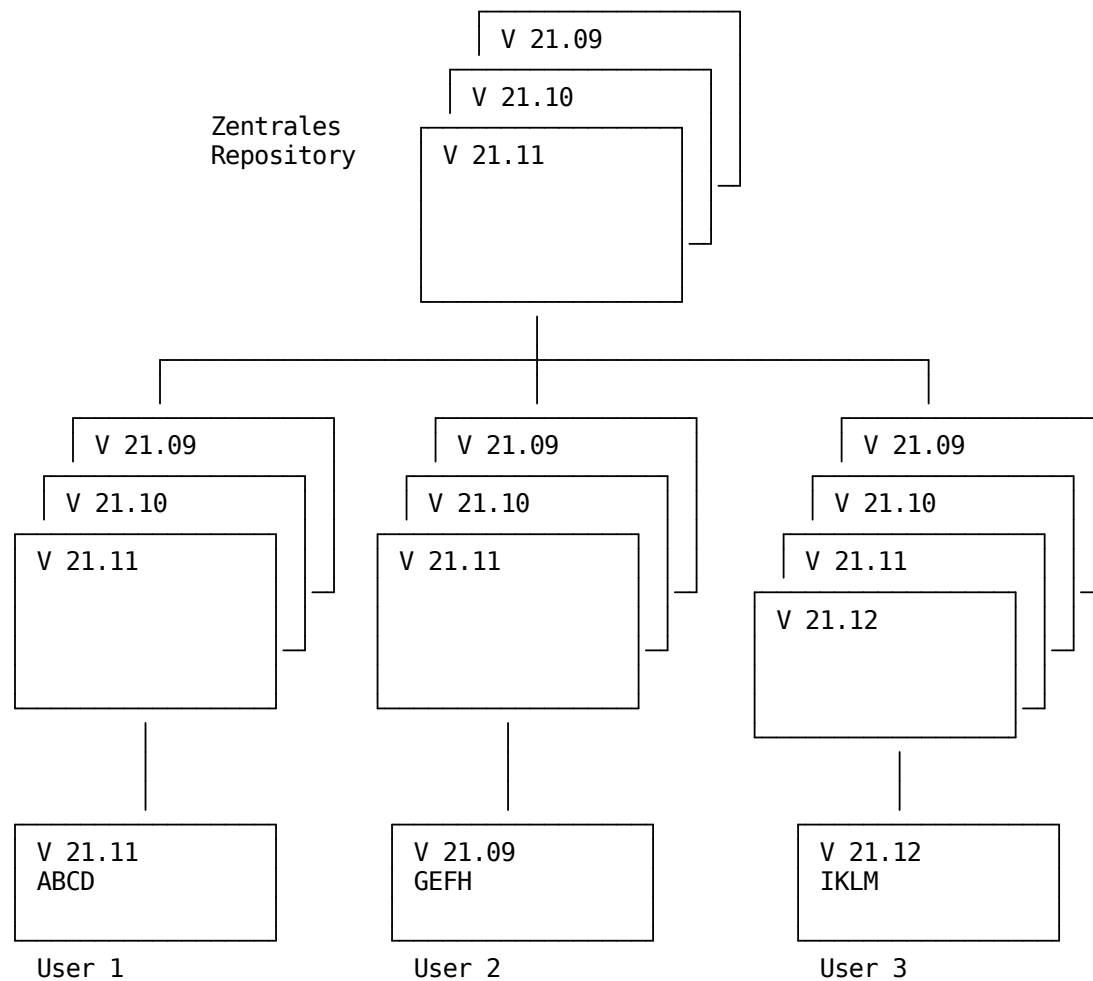 V 21.09
V 21.10
Zentrales
Repository
V 21.11
V 21.09
V 21.10
V 21.11
V 21.09
V 21.10
V 21.11
V 21.09
V 21.10
V 21.11
V 21.12
V 21.11
ABCD
User 1
V 21.09
GEFH
User 2
V 21.12
IKLM
User 3